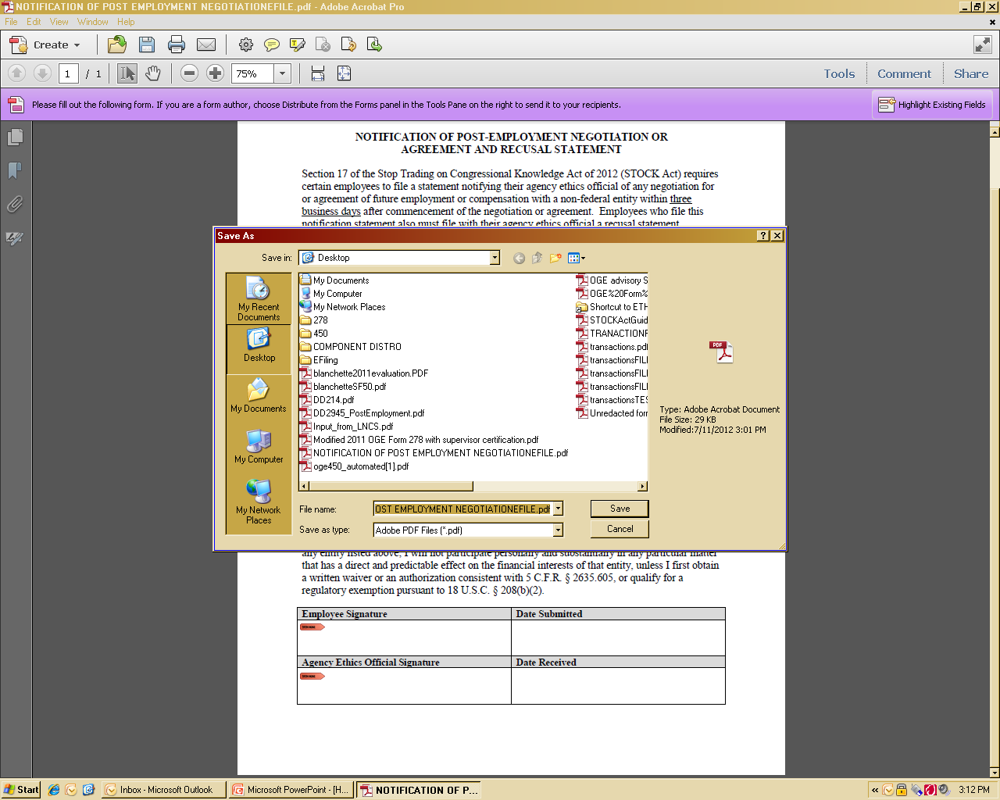 NOTIFICATION OF POST EMPLOYMENT NEGOTIATIONEFILE.pdf - Adobe Acrobat Pro
File Edit View Window Help
Create
1 / 1 75% Tools Comment Share
Please fill out the following form. If you are a form author, choose Distribute from the Forms panel in the Tools Pane on the right to send it to your recipients. Highlight Existing Fields
NOTIFICATION OF POST-EMPLOYMENT NEGOTIATION OR
AGREEMENT AND RECUSAL STATEMENT
Section 17 of the Stop Trading on Congressional Knowledge Act of 2012 (STOCK Act) requires
certain employees to file a statement notifying their agency ethics official of any negotiation for
or agreement of future employment or compensation with a non-federal entity within three
business days after commencement of the negotiation or agreement. Employees who file this
notification statement also must file with their agency ethics official a recusal statement
Save As
Save in: Desktop
My Recent Documents
Desktop
My Documents
My Computer
My Network Places
My Documents
My Computer
My Network Places
278
450
COMPONENT DISTRO
EFiling
blanchette2011evaluation.PDF
blanchetteSF50.pdf
DD214.pdf
DD2945_PostEmployment.pdf
Input_from_LNCS.pdf
Modified 2011 OGE Form 278 with supervisor certification.pdf
NOTIFICATION OF POST EMPLOYMENT NEGOTIATIONEFILE.pdf
oge450_automated[1].pdf
OGE advisory S
OGE%20Form%
Shortcut to ETH
STOCKActGuid
TRANACTIONF
transactions.pd
transactionsFILI
transactionsFILI
transactionsFILI
transactionsTES
Unredacted forn
Type: Adobe Acrobat Document
File Size: 29 KB
Modified:7/11/2012 3:01 PM
File name: OST EMPLOYMENT NEGOTIATIONEFILE.pdf Save
Save as type: Adobe PDF Files (*.pdf) Cancel
any entity listed above, I will not participate personally and substantially in any particular matter
that has a direct and predictable effect on the financial interests of that entity, unless I first obtain
a written waiver or an authorization consistent with 5 C.F.R. § 2635.605, or qualify for a
regulatory exemption pursuant to 18 U.S.C. § 208(b)(2).
Employee Signature Date Submitted
Agency Ethics Official Signature Date Received
Start Inbox - Microsoft Outlook Microsoft PowerPoint - [H... NOTIFICATION OF P... 3:12 PM